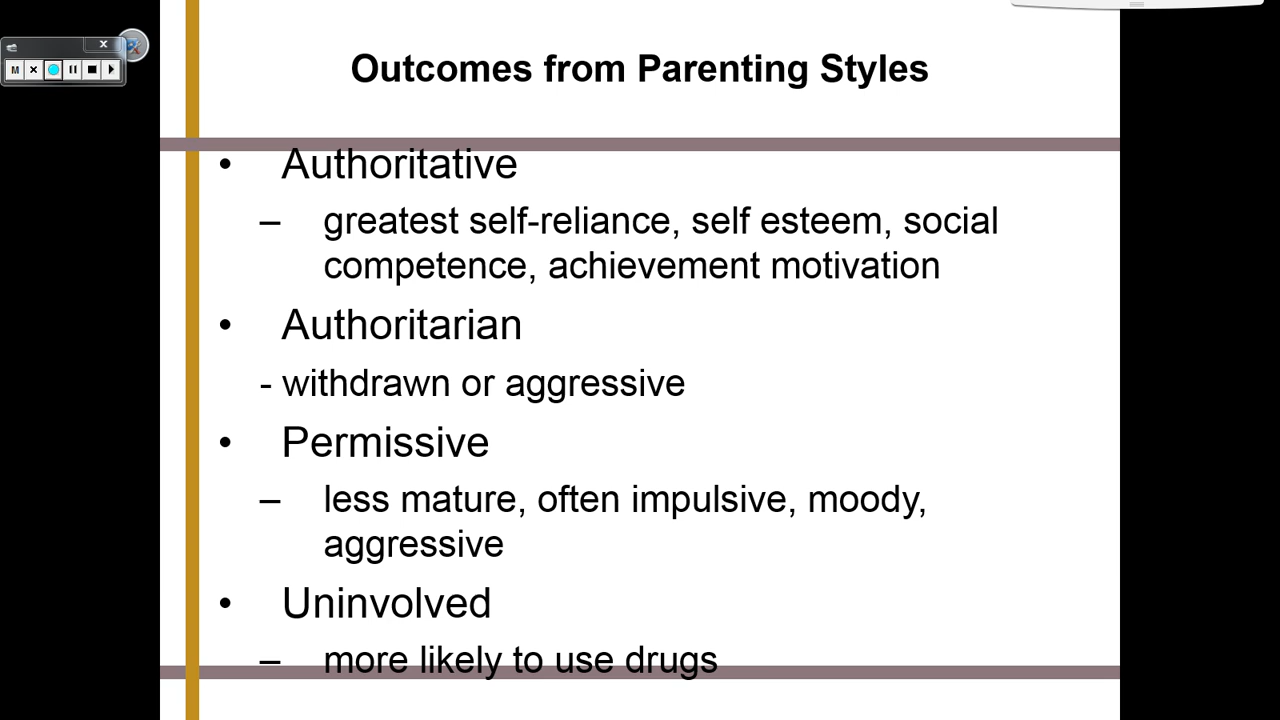 M
Outcomes from Parenting Styles
• Authoritative
– greatest self-reliance, self esteem, social
competence, achievement motivation
• Authoritarian
- withdrawn or aggressive
• Permissive
– less mature, often impulsive, moody,
aggressive
• Uninvolved
– more likely to use drugs